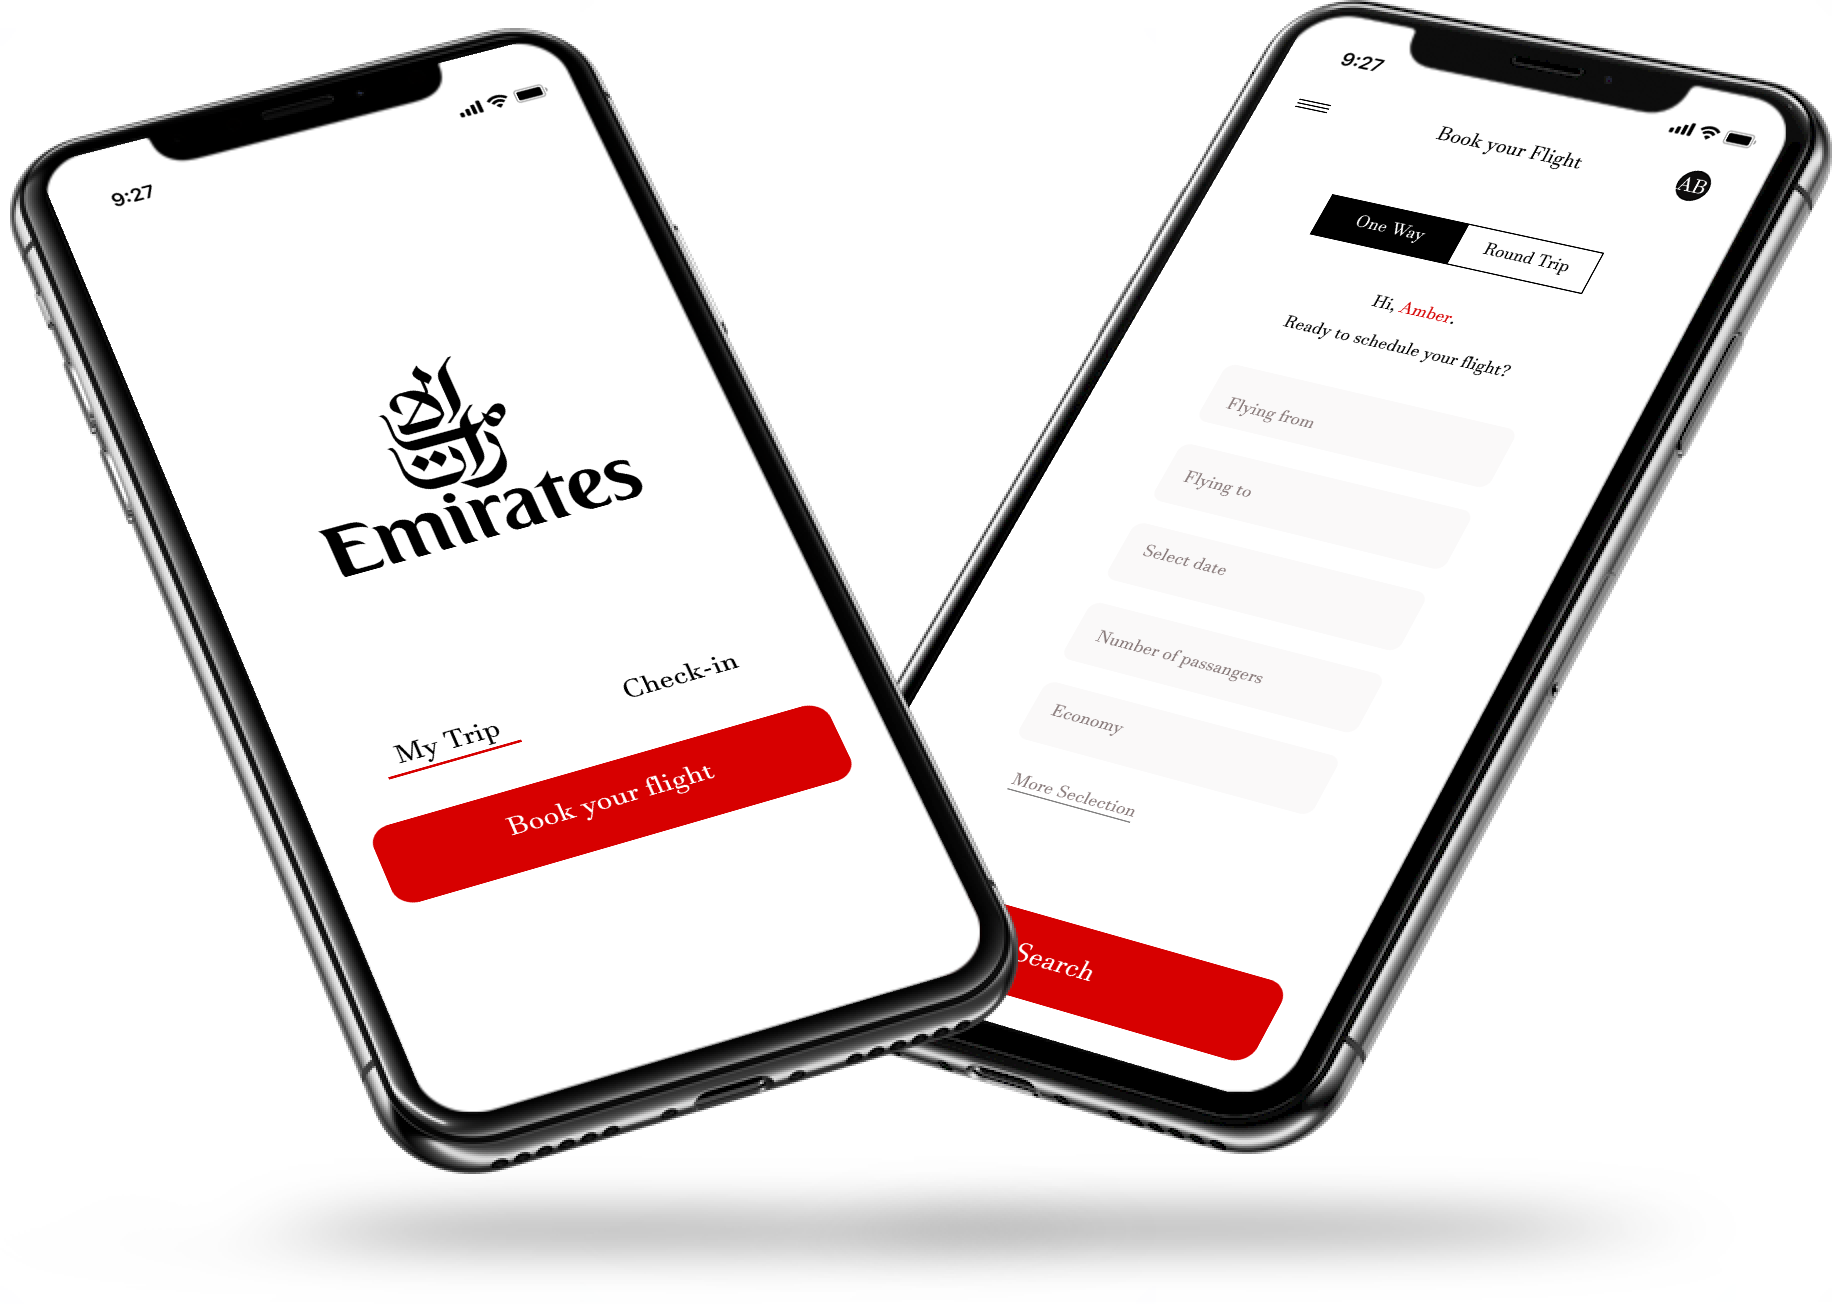 9:27
امارات
Emirates
My Trip
Check-in
Book your flight
9:27
Book your Flight
AB
One Way
Round Trip
Hi, Amber.
Ready to schedule your flight?
Flying from
Flying to
Select date
Number of passangers
Economy
More Seclection
Search